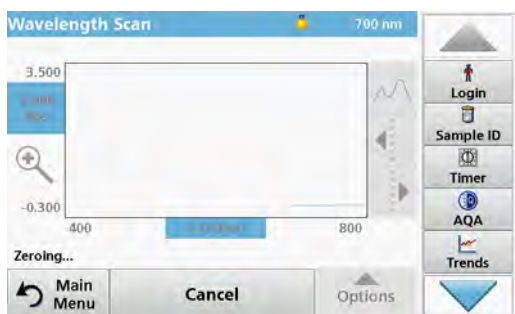 Wavelength Scan 700 nm
3.500
-0.300
400 800
Zeroing...
Main Menu
Cancel
Options
Login
Sample ID
Timer
AQA
Trends